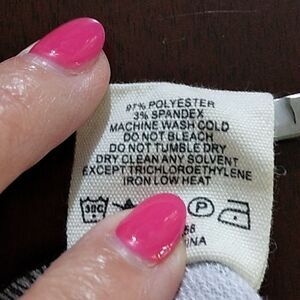 97% POLYESTER
3% SPANDEX
MACHINE WASH COLD
DO NOT BLEACH
DO NOT TUMBLE DRY
DRY CLEAN ANY SOLVENT
EXCEPT TRICHLOROETHYLENE
IRON LOW HEAT
30C P